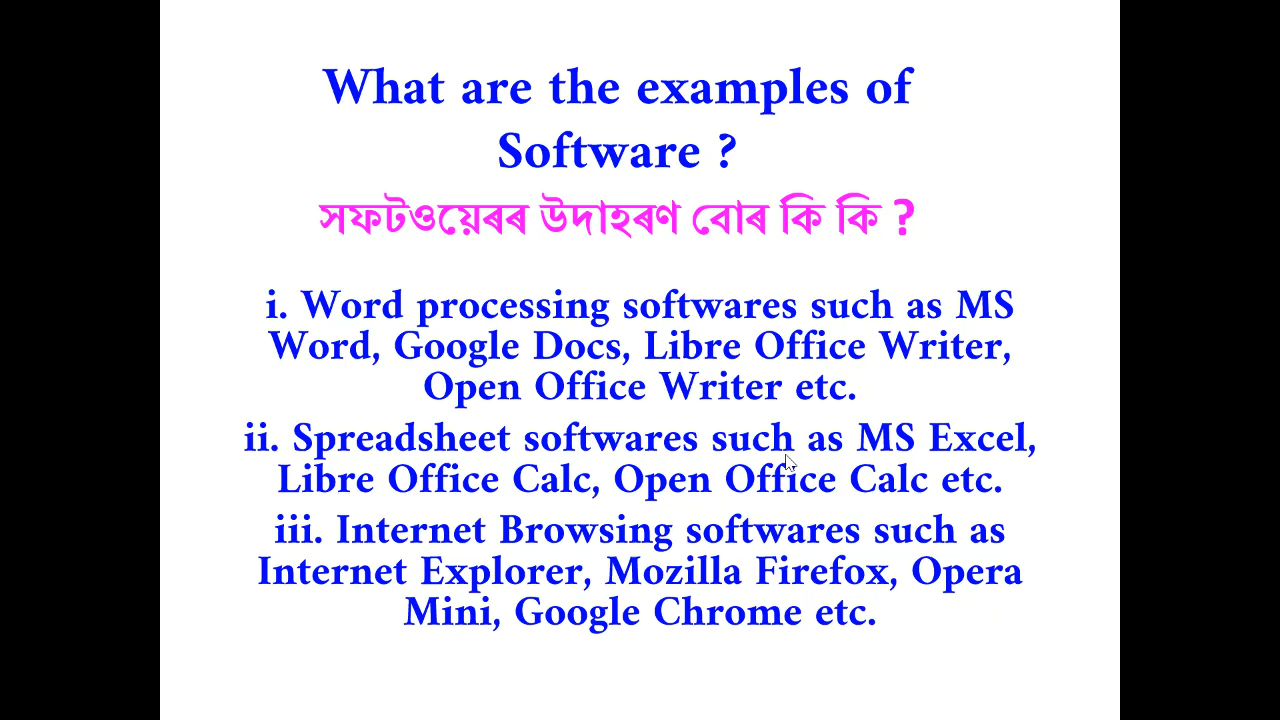 What are the examples of
Software ?
সফটওয়েৰৰ উদাহৰণ বোৰ কি কি ?
i. Word processing softwares such as MS
Word, Google Docs, Libre Office Writer,
Open Office Writer etc.
ii. Spreadsheet softwares such as MS Excel,
Libre Office Calc, Open Office Calc etc.
iii. Internet Browsing softwares such as
Internet Explorer, Mozilla Firefox, Opera
Mini, Google Chrome etc.